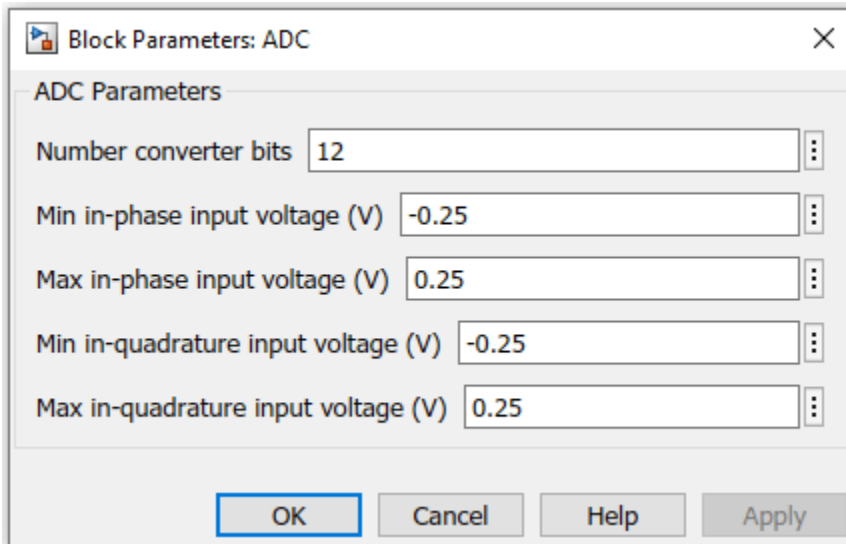 Block Parameters: ADC
ADC Parameters
Number converter bits 12
Min in-phase input voltage (V) -0.25
Max in-phase input voltage (V) 0.25
Min in-quadrature input voltage (V) -0.25
Max in-quadrature input voltage (V) 0.25
OK Cancel Help Apply